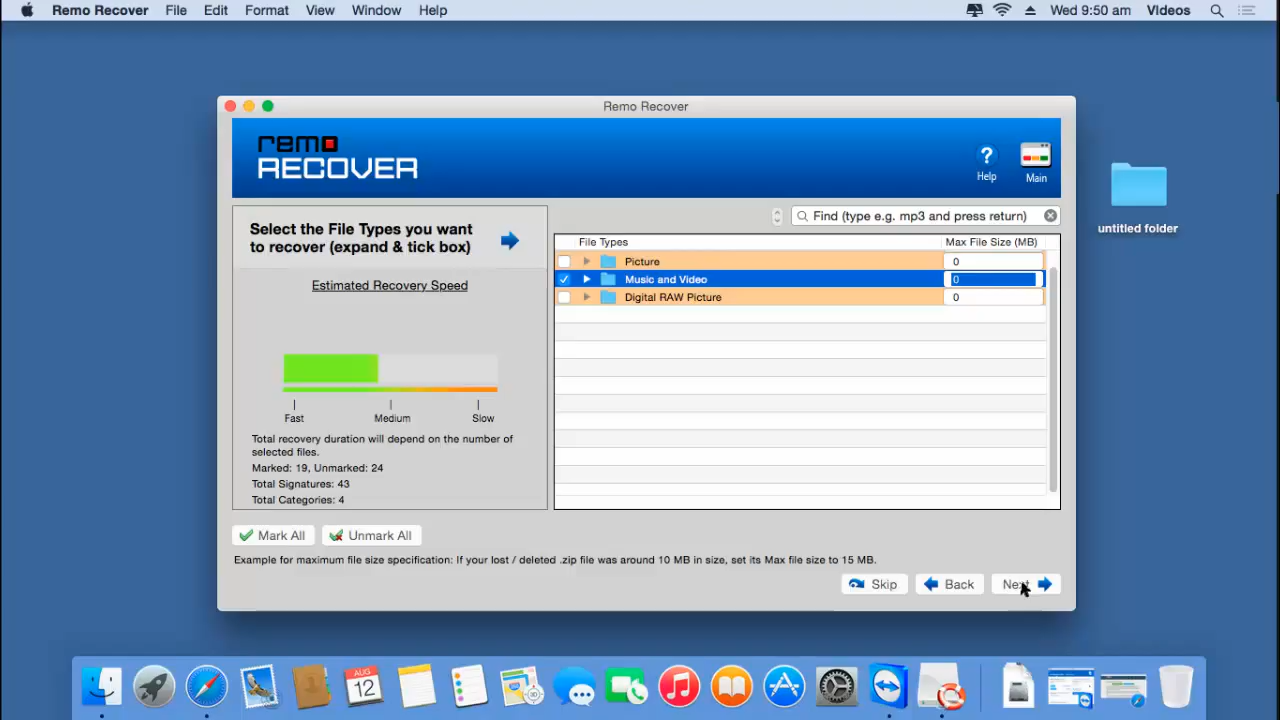 Remo Recover File Edit Format View Window Help Wed 9:50 am Videos
Remo Recover
remo
RECOVER
Help
Main
Select the File Types you want
to recover (expand & tick box)
Estimated Recovery Speed
Fast Medium Slow
Total recovery duration will depend on the number of
selected files.
Marked: 19, Unmarked: 24
Total Signatures: 43
Total Categories: 4
Find (type e.g. mp3 and press return)
File Types Max File Size (MB)
Picture 0
Music and Video 0
Digital RAW Picture 0
Mark All Unmark All
Example for maximum file size specification: If your lost / deleted .zip file was around 10 MB in size, set its Max file size to 15 MB.
Skip Back Next
untitled folder
AUG
12